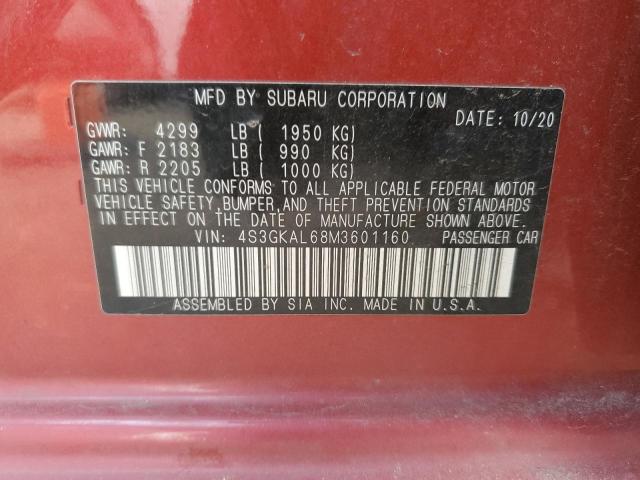 MFD BY SUBARU CORPORATION
DATE: 10/20
GVWR: 4299 LB ( 1950 KG)
GAWR: F 2183 LB ( 990 KG)
GAWR: R 2205 LB ( 1000 KG)
THIS VEHICLE CONFORMS TO ALL APPLICABLE FEDERAL MOTOR
VEHICLE SAFETY, BUMPER, AND THEFT PREVENTION STANDARDS
IN EFFECT ON THE DATE OF MANUFACTURE SHOWN ABOVE.
VIN: 4S3GKAL68M3601160 PASSENGER CAR
ASSEMBLED BY SIA INC. MADE IN U.S.A.